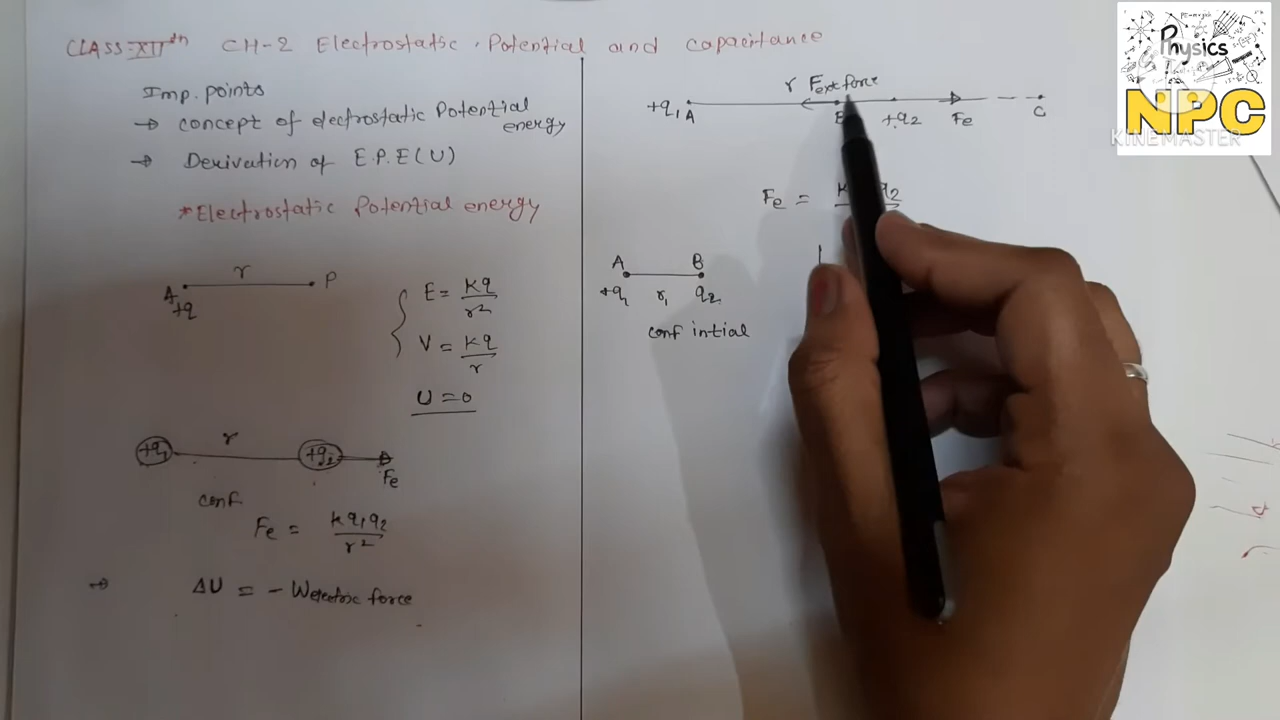 CLASS-XIIth CH-2 Electrostatic Potential and capacitance
Imp. points
→ concept of electrostatic Potential energy
→ Derivation of E.P.E(U)
*Electrostatic Potential energy
r
A P
+q
E = kq/r²
V = kq/r
U = 0
+q1 r +q2
Fe
conf
Fe = kq1q2/r²
→ ΔU = - Welectric force
r Fext force
+q1 A +q2 Fe C
Fe =
A B
+q1 r1 q2
conf intial
Physics
NPC
KINEMASTER